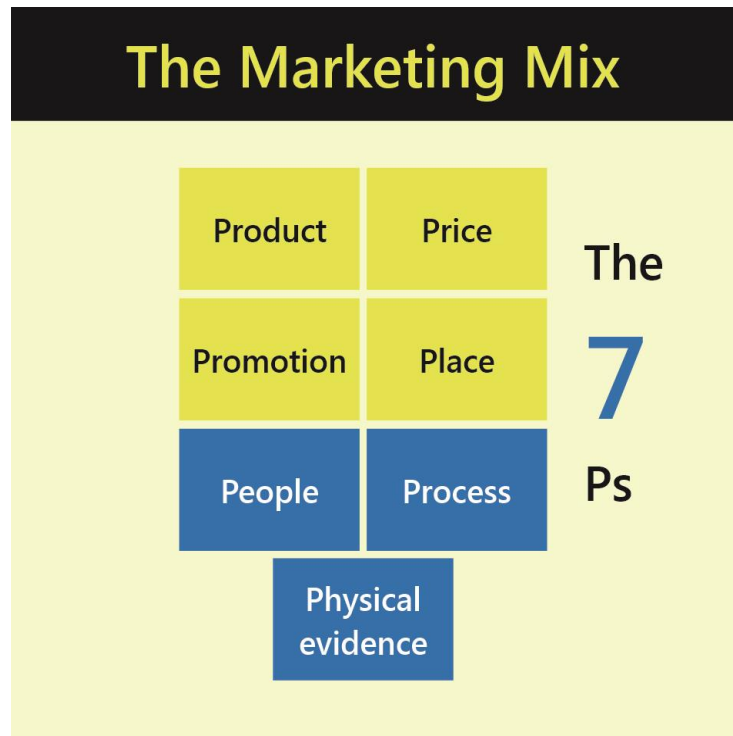 The Marketing Mix
Product
Price
The
Promotion
Place
7
People
Process
Ps
Physical
evidence